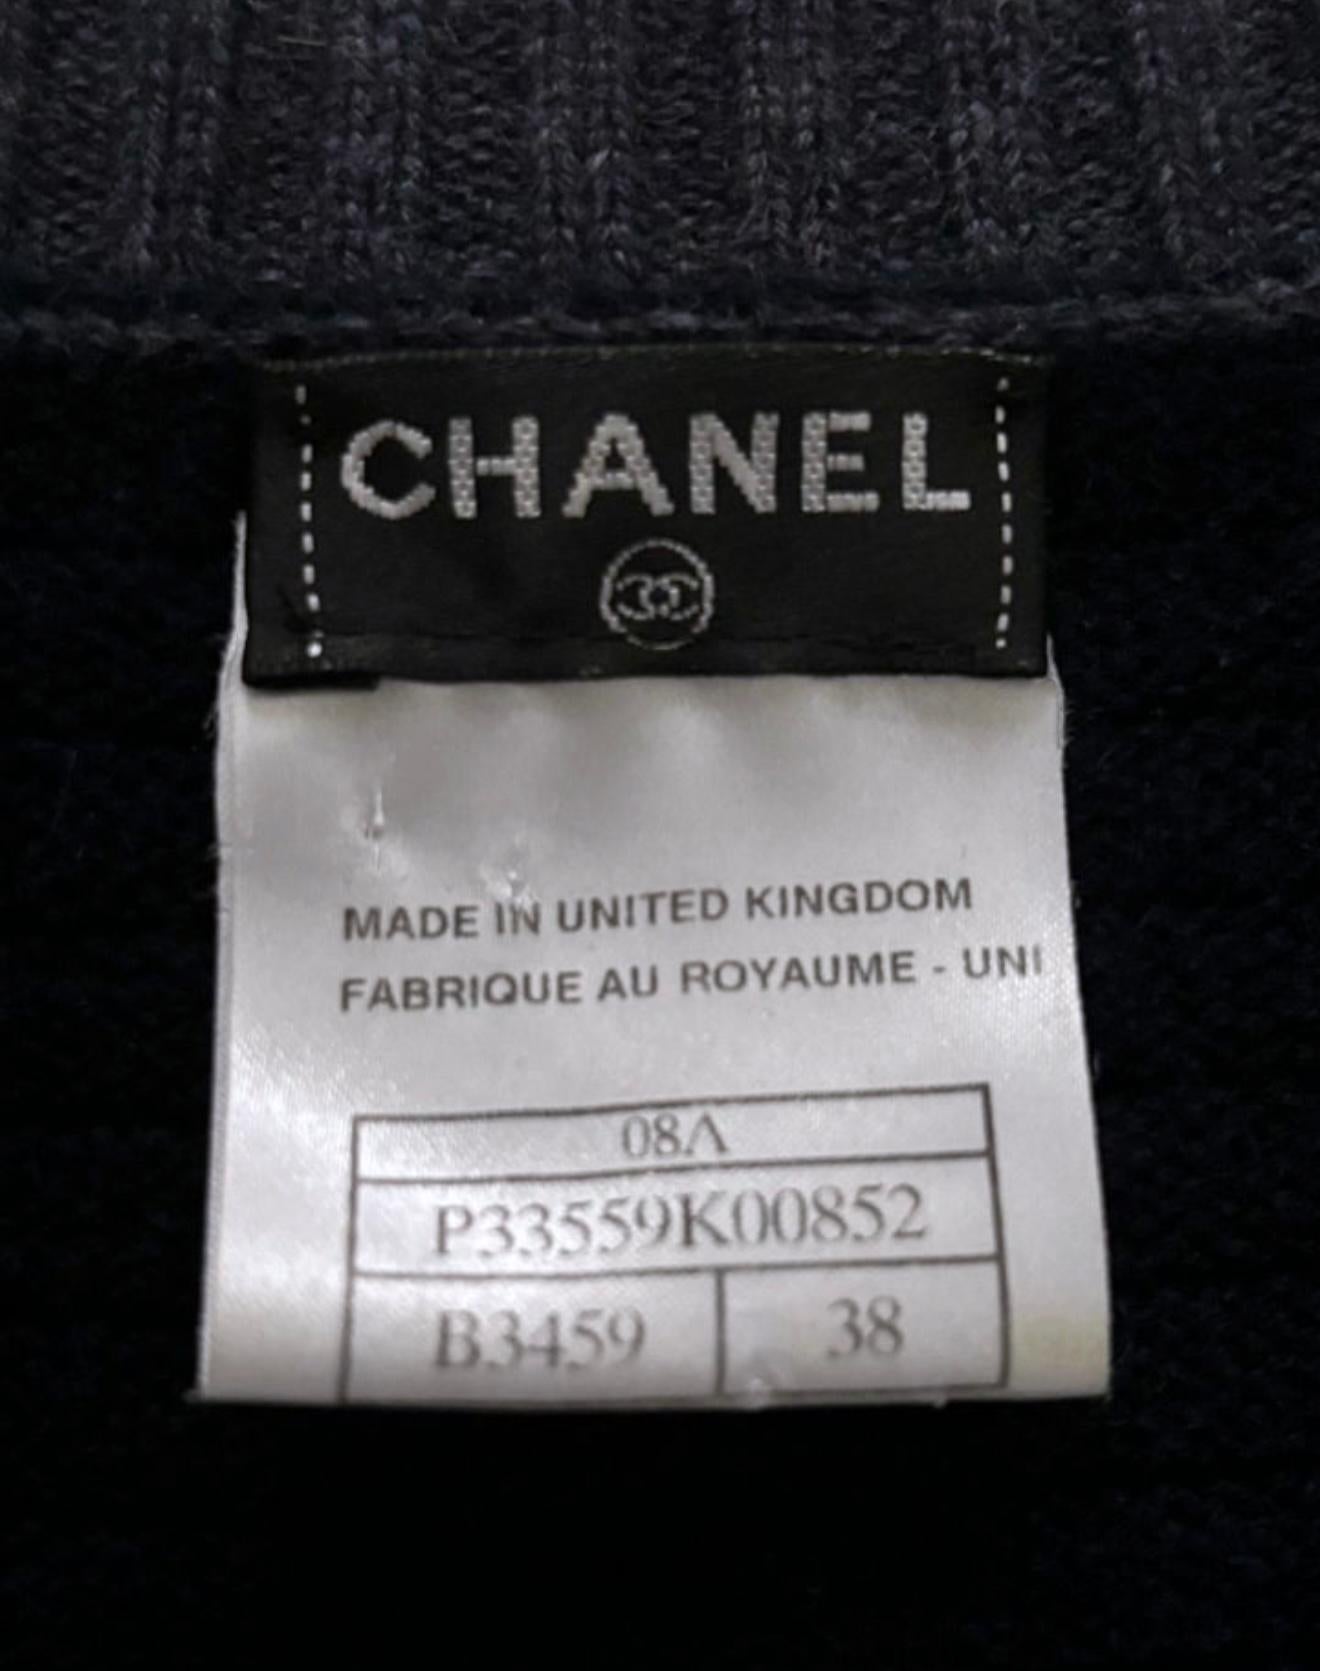 CHANEL
MADE IN UNITED KINGDOM
FABRIQUE AU ROYAUME - UNI
08A
P33559K00852
B3459 38